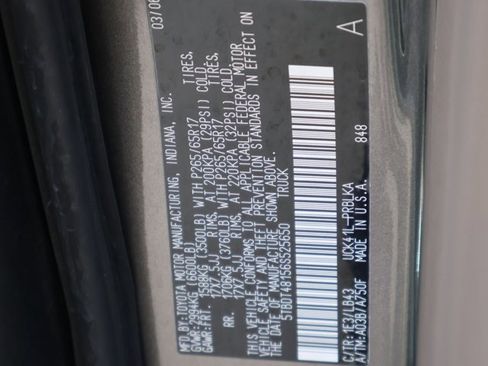 MFD.BY:TOYOTA MOTOR MANUFACTURING, INDIANA, INC. 03/06
GVWR:2994KG (6600LB)
GAWR:FRT. 1588KG (3500LB) WITH P265/65R17 TIRES,
17X7.5JJ RIMS, AT 200KPA (29PSI) COLD
RR. 1706KG (3760LB) WITH P265/65R17 TIRES,
17X7.5JJ RIMS, AT 220KPA (32PSI) COLD
THIS VEHICLE CONFORMS TO ALL APPLICABLE FEDERAL MOTOR
VEHICLE SAFETY AND THEFT PREVENTION STANDARDS IN EFFECT ON
THE DATE OF MANUFACTURE SHOWN ABOVE.
5TBDT48156S525650 TRUCK
A
C/TR:1E3/LB43 UCK41L-PRBLKA 848
A/TM:A03B/A750F MADE IN U.S.A.